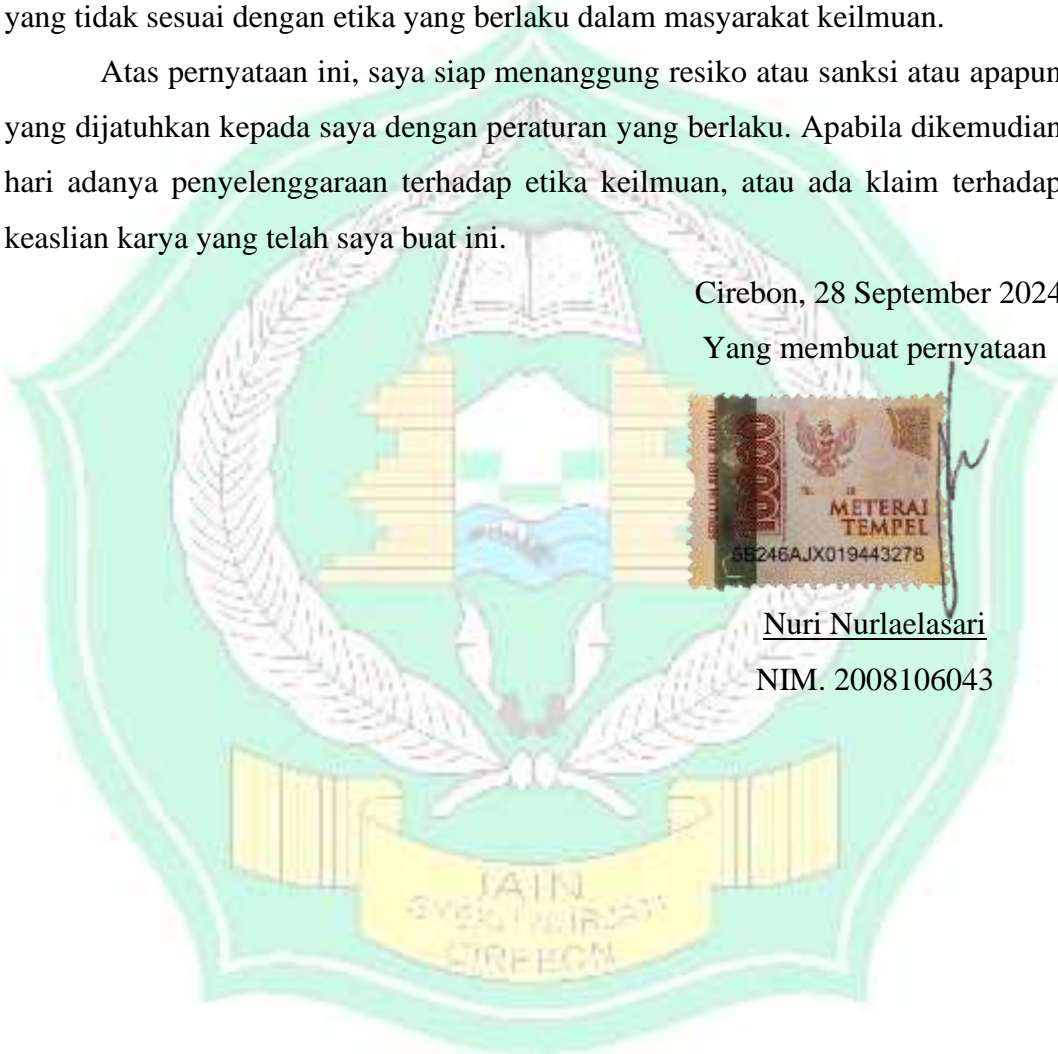 yang tidak sesuai dengan etika yang berlaku dalam masyarakat keilmuan.
Atas pernyataan ini, saya siap menanggung resiko atau sanksi atau apapun
yang dijatuhkan kepada saya dengan peraturan yang berlaku. Apabila dikemudian
hari adanya penyelenggaraan terhadap etika keilmuan, atau ada klaim terhadap
keaslian karya yang telah saya buat ini.
Cirebon, 28 September 2024
Yang membuat pernyataan
10000
METERAI
TEMPEL
246AJX019443278
Nuri Nurlaelasari
NIM. 2008106043
IAIN
CIREBON